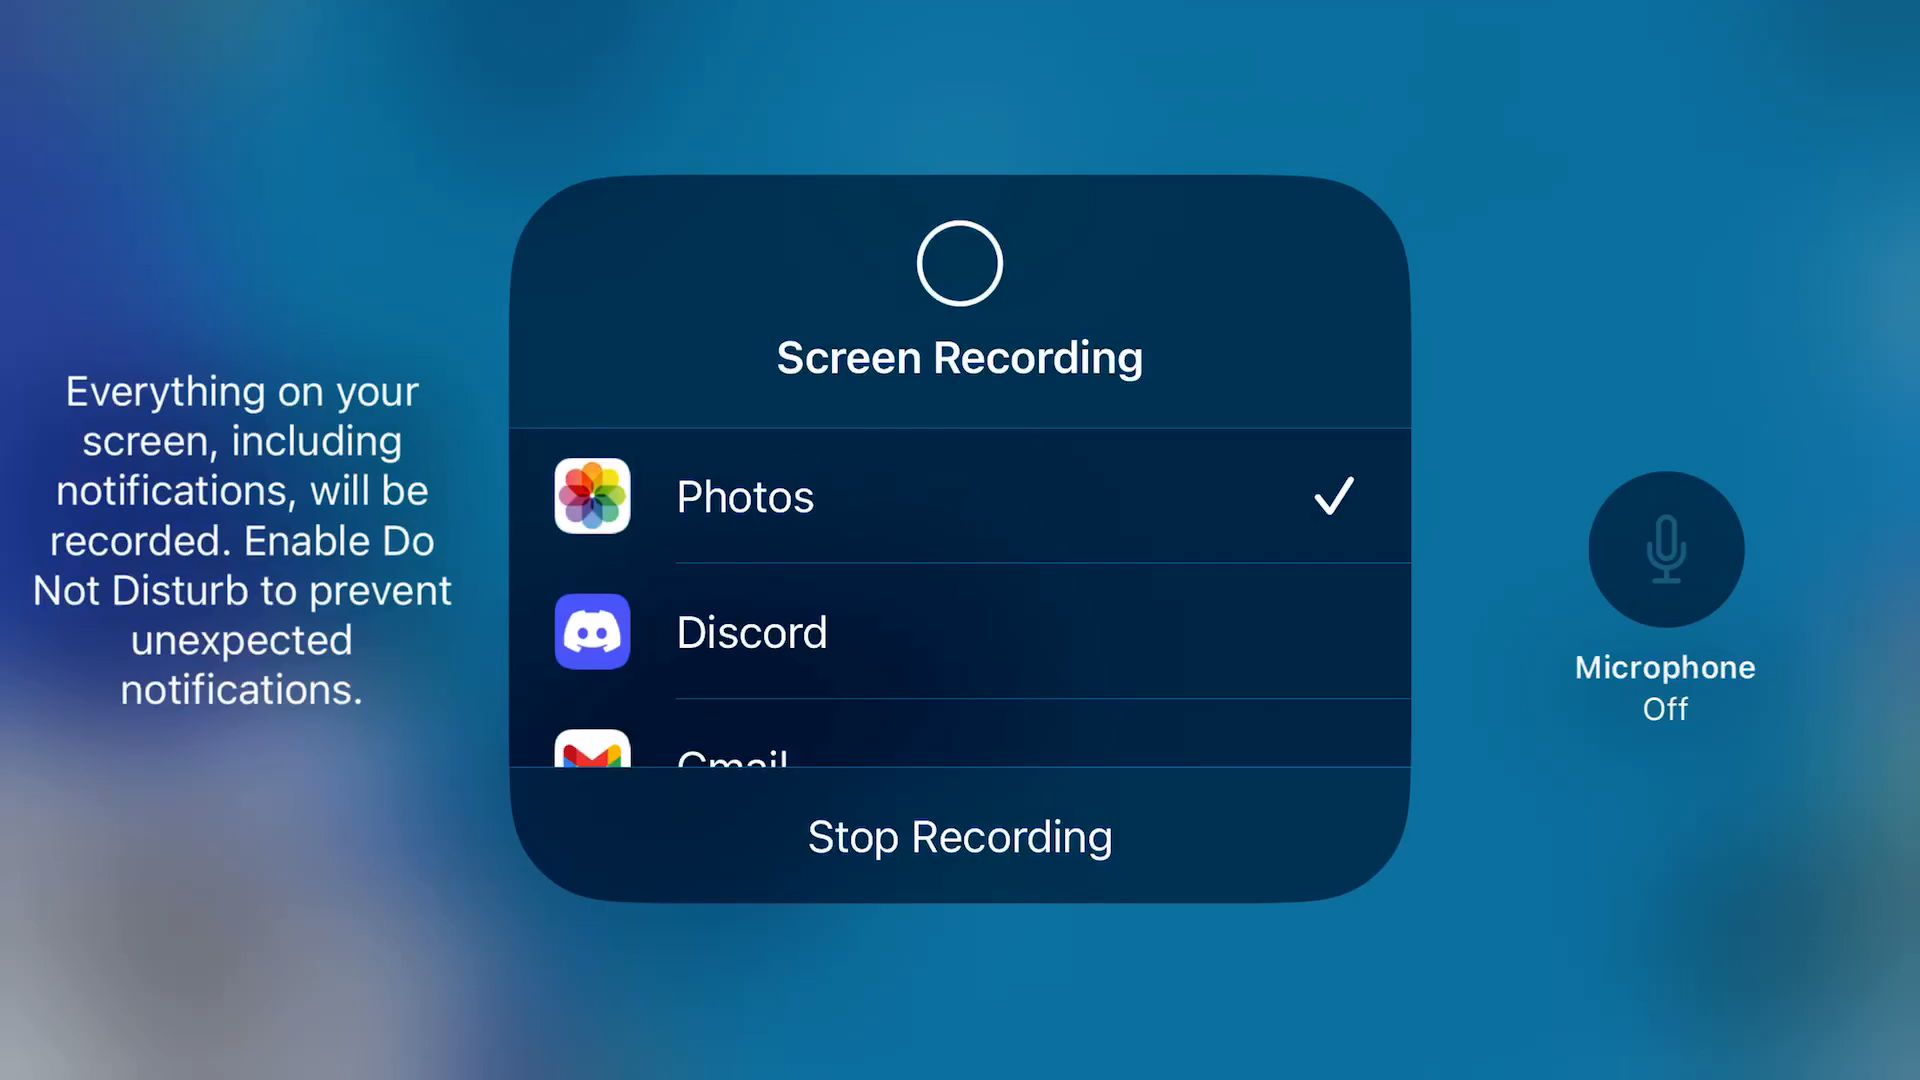 Everything on your
screen, including
notifications, will be
recorded. Enable Do
Not Disturb to prevent
unexpected
notifications.
Screen Recording
Photos
Discord
Gmail
Stop Recording
Microphone
Off